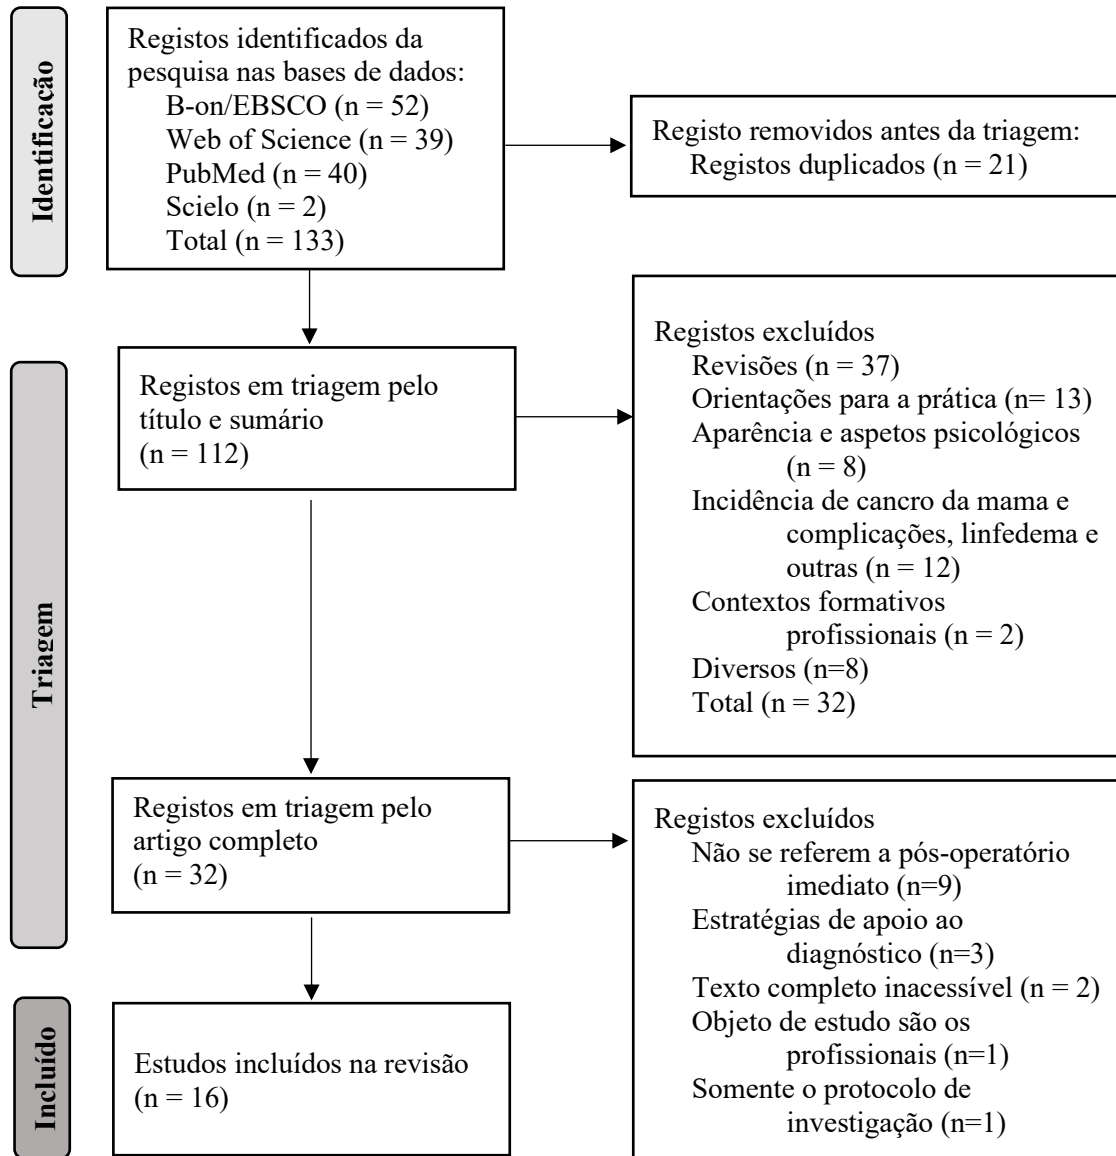 Identificação
Registos identificados da
pesquisa nas bases de dados:
B-on/EBSCO (n = 52)
Web of Science (n = 39)
PubMed (n = 40)
Scielo (n = 2)
Total (n = 133)
Registo removidos antes da triagem:
Registos duplicados (n = 21)
Triagem
Registos em triagem pelo
título e sumário
(n = 112)
Registos excluídos
Revisões (n = 37)
Orientações para a prática (n= 13)
Aparência e aspetos psicológicos
(n = 8)
Incidência de cancro da mama e
complicações, linfedema e
outras (n = 12)
Contextos formativos
profissionais (n = 2)
Diversos (n=8)
Total (n = 32)
Registos em triagem pelo
artigo completo
(n = 32)
Registos excluídos
Não se referem a pós-operatório
imediato (n=9)
Estratégias de apoio ao
diagnóstico (n=3)
Texto completo inacessível (n = 2)
Objeto de estudo são os
profissionais (n=1)
Somente o protocolo de
investigação (n=1)
Incluído
Estudos incluídos na revisão
(n = 16)